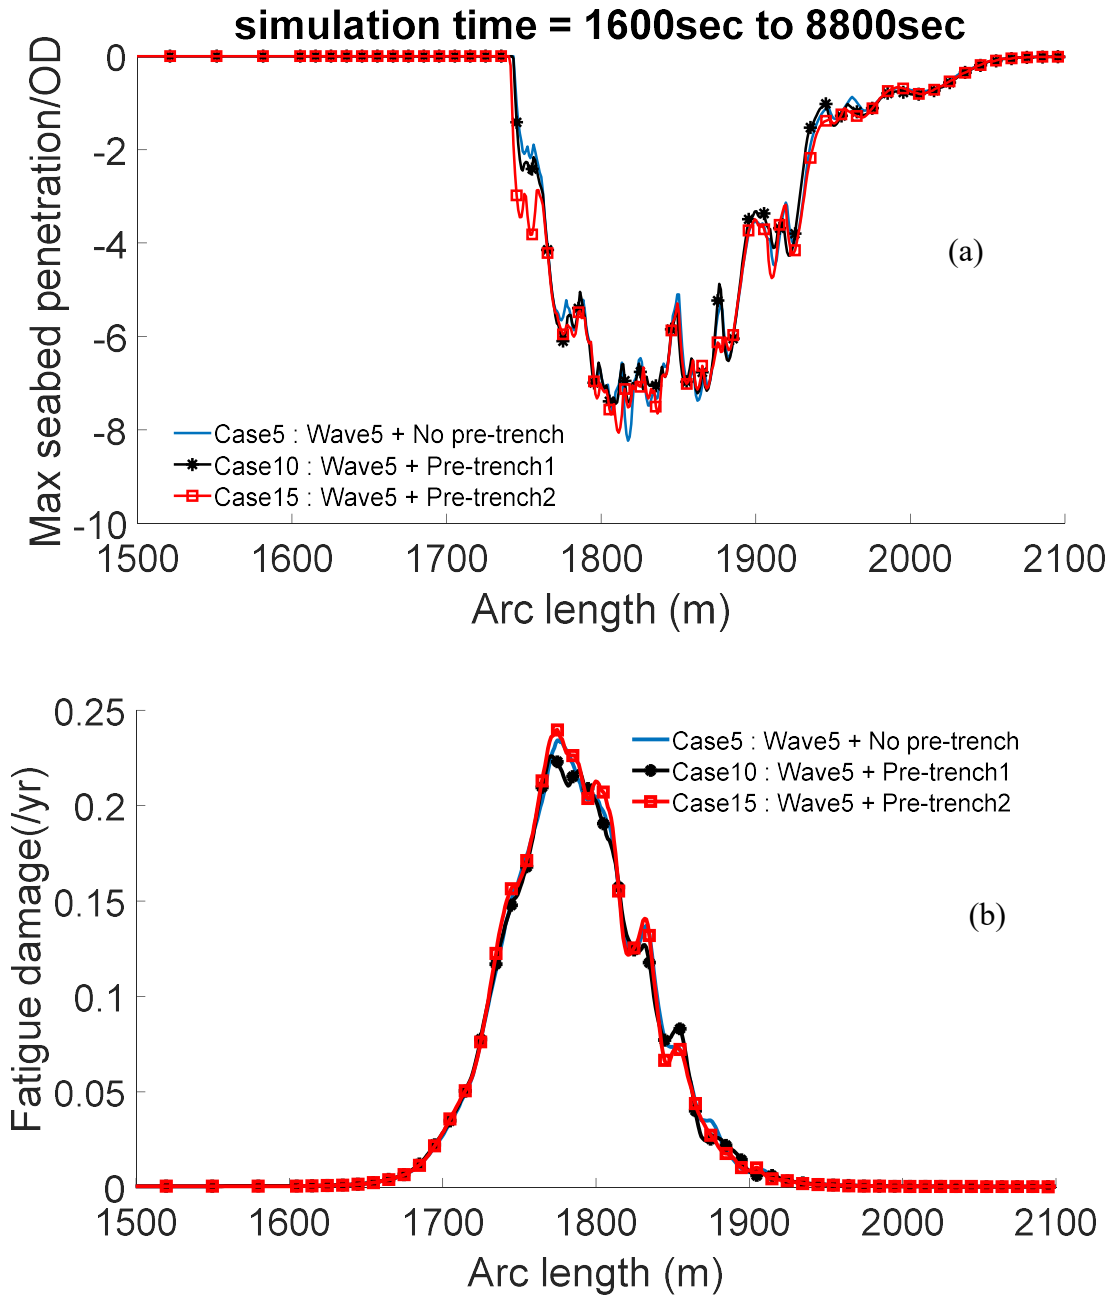 simulation time = 1600sec to 8800sec
Max seabed penetration/OD
0
-2
-4
-6
-8
-10
(a)
Case5 : Wave5 + No pre-trench
Case10 : Wave5 + Pre-trench1
Case15 : Wave5 + Pre-trench2
1500 1600 1700 1800 1900 2000 2100
Arc length (m)
Fatigue damage(/yr)
0.25
0.2
0.15
0.1
0.05
0
Case5 : Wave5 + No pre-trench
Case10 : Wave5 + Pre-trench1
Case15 : Wave5 + Pre-trench2
(b)
1500 1600 1700 1800 1900 2000 2100
Arc length (m)